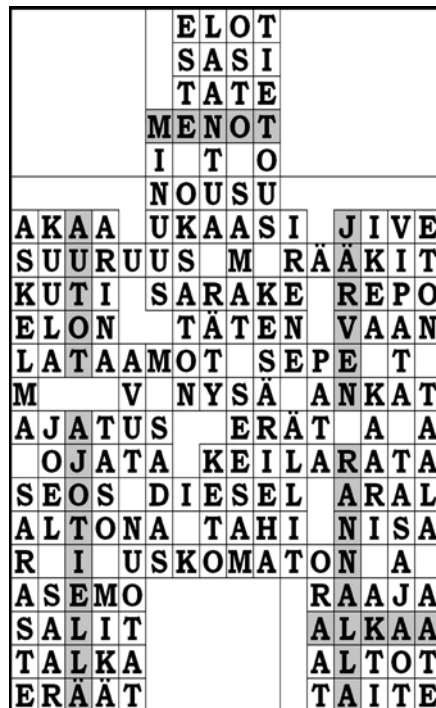 ELOT
SASI
TATE
MENOT
I T O
NOUSU
AKAA UKAASI JIVE
SUURUUS M RÄÄKIT
KUTI SARAKE REPO
ELON TÄTEN VAAN
LATAAMOT SEPE T
M V NYSÄ ANKAT
AJATUS ERÄT A A
OJATA KEILARATA
SEOS DIESEL ARAL
ALTONA TAHI NISA
R I USKOMATON A
ASEMO RAAJA
SALIT ALKAA
TALKA ALTOT
ERÄÄT TAITE